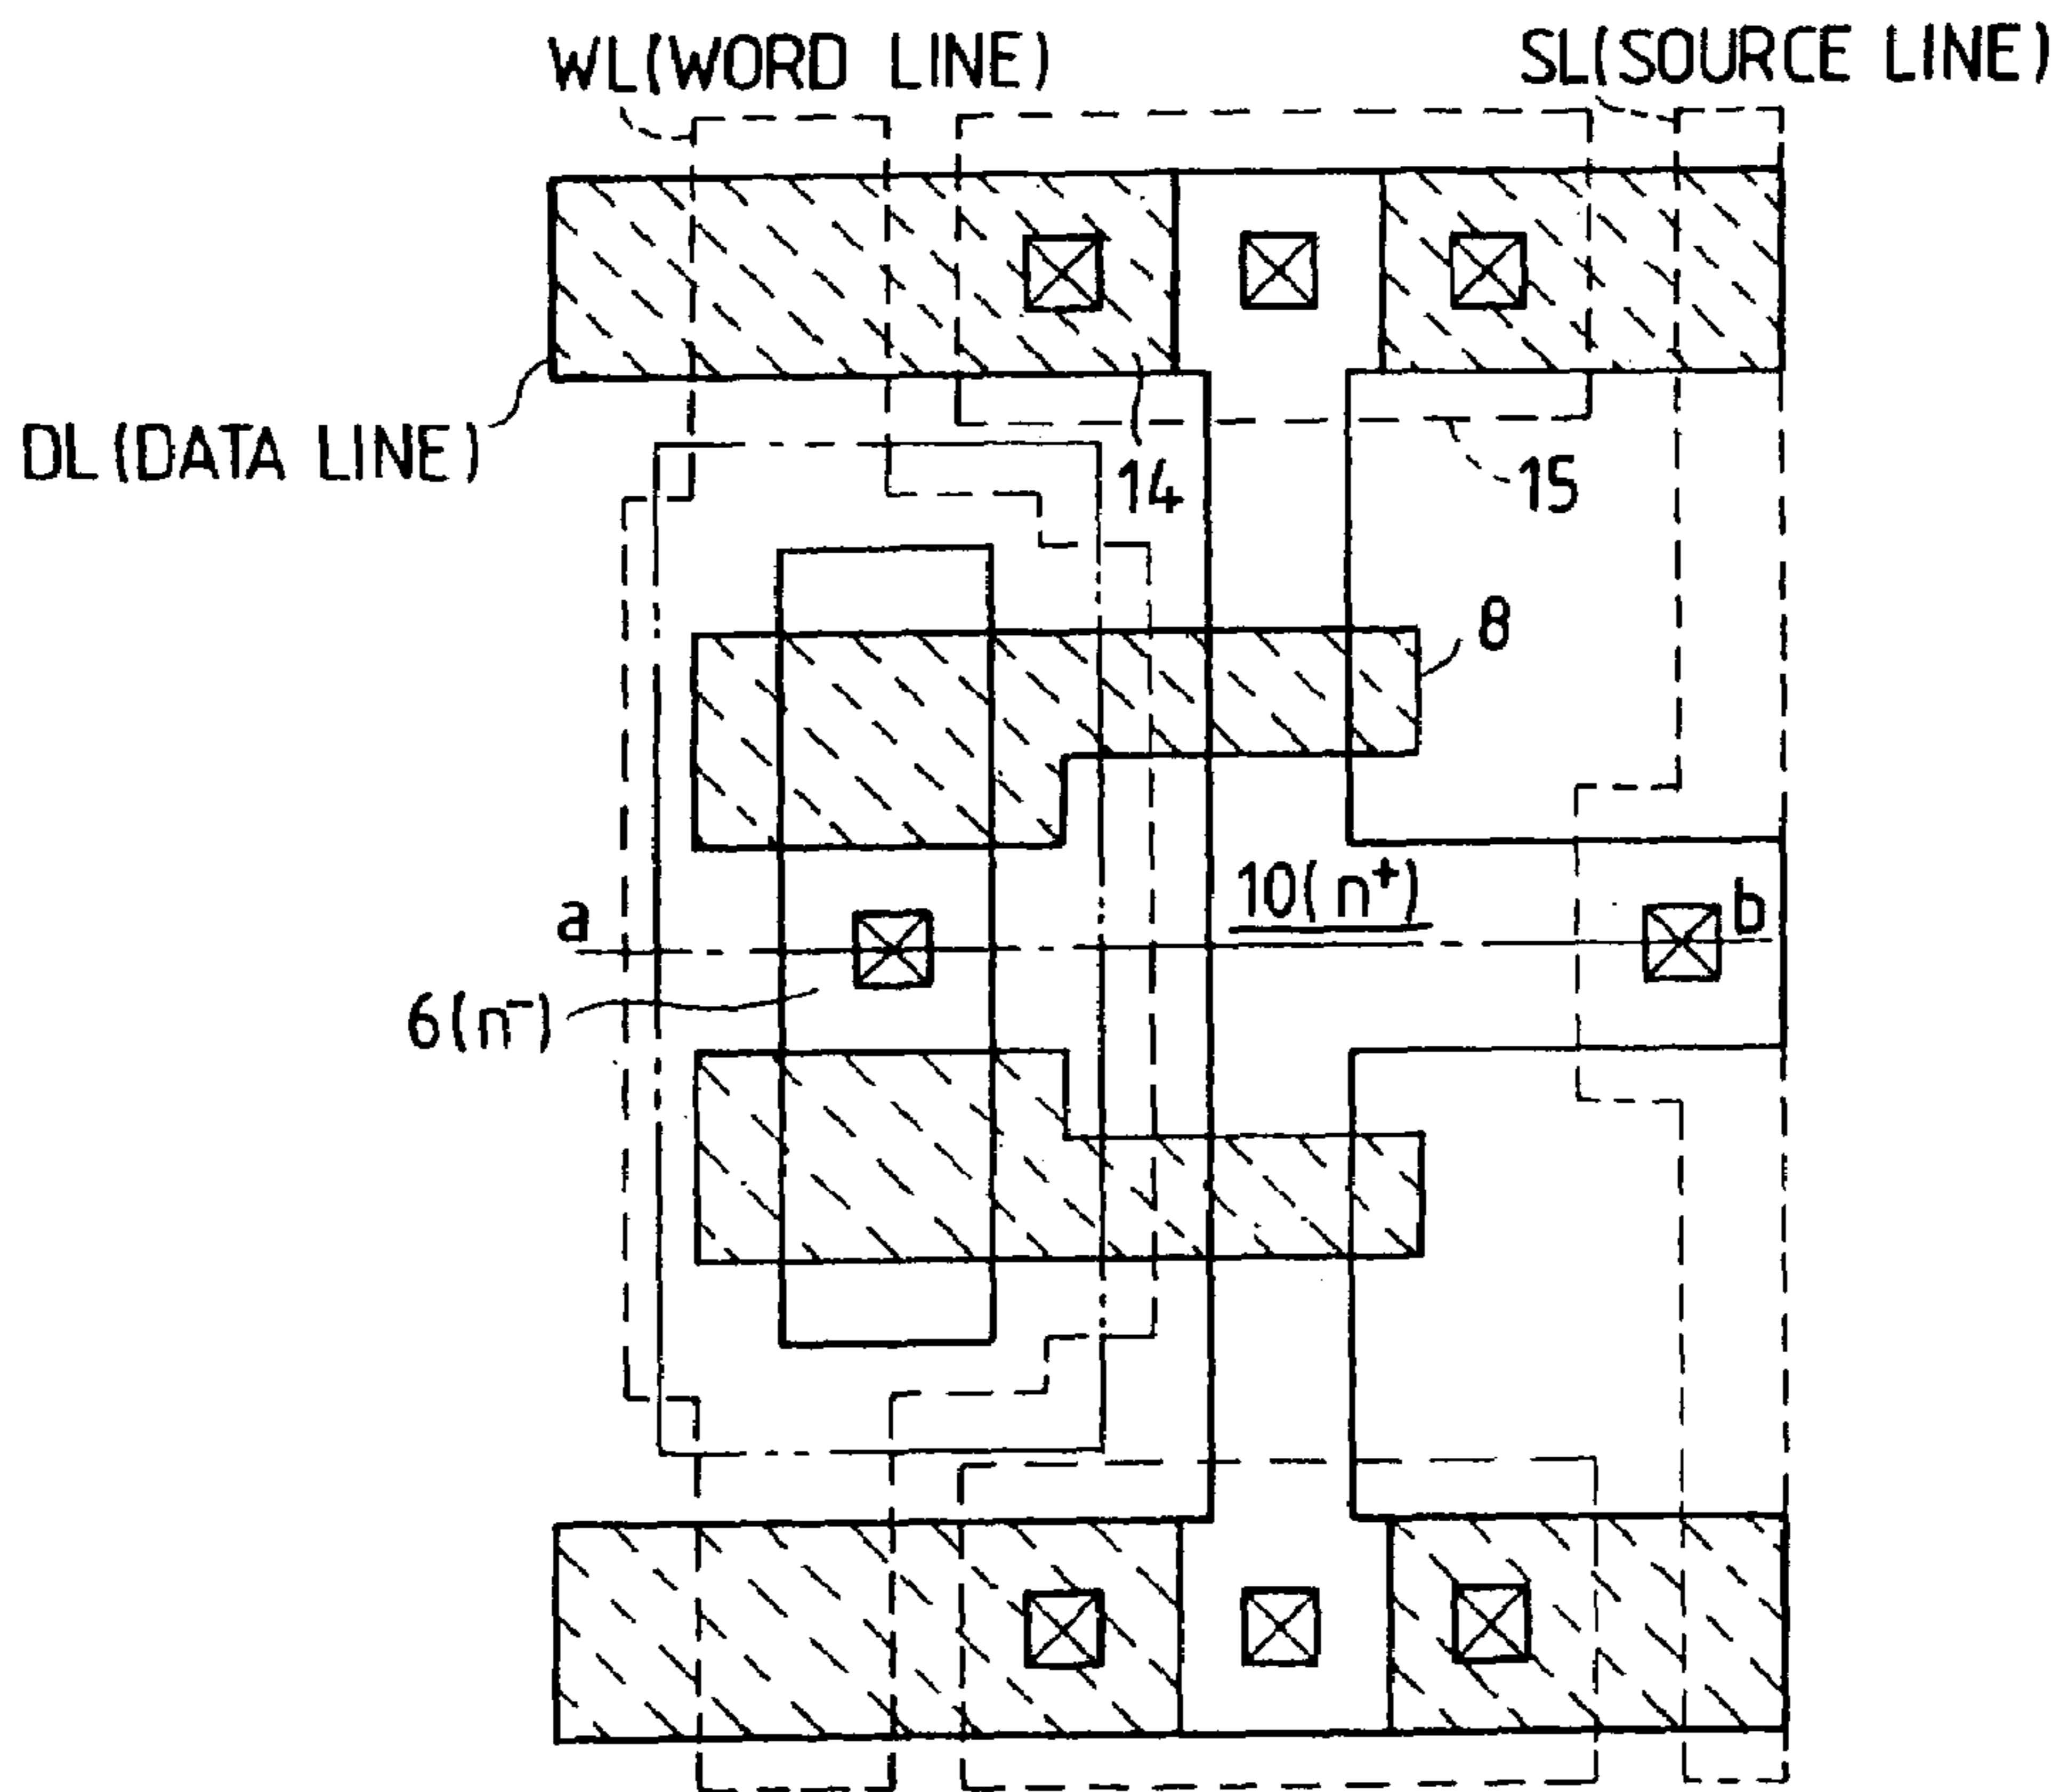 WL(WORD LINE)
SL(SOURCE LINE)
DL(DATA LINE)
14
15
8
10(n⁺)
a
b
6(n⁻)